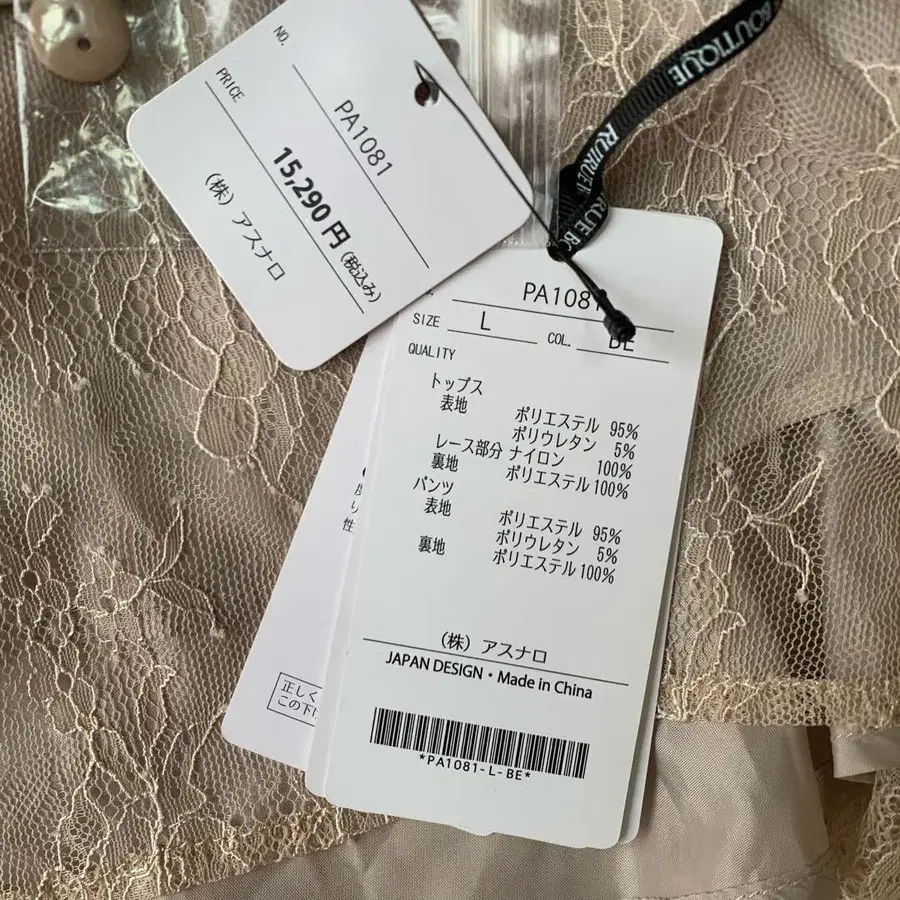 NO. PA1081
PRICE 15,290円(税込み)
(株)アスナロ
BOUTIQUE
RUIRUE BO
PA1081
SIZE L COL. BE
QUALITY
トップス
表地 ポリエステル 95%
ポリウレタン 5%
レース部分 ナイロン 100%
裏地 ポリエステル 100%
パンツ
表地 ポリエステル 95%
ポリウレタン 5%
裏地 ポリエステル 100%
(株)アスナロ
JAPAN DESIGN・Made in China
*PA1081-L-BE*
り
性
正しく
この下げ